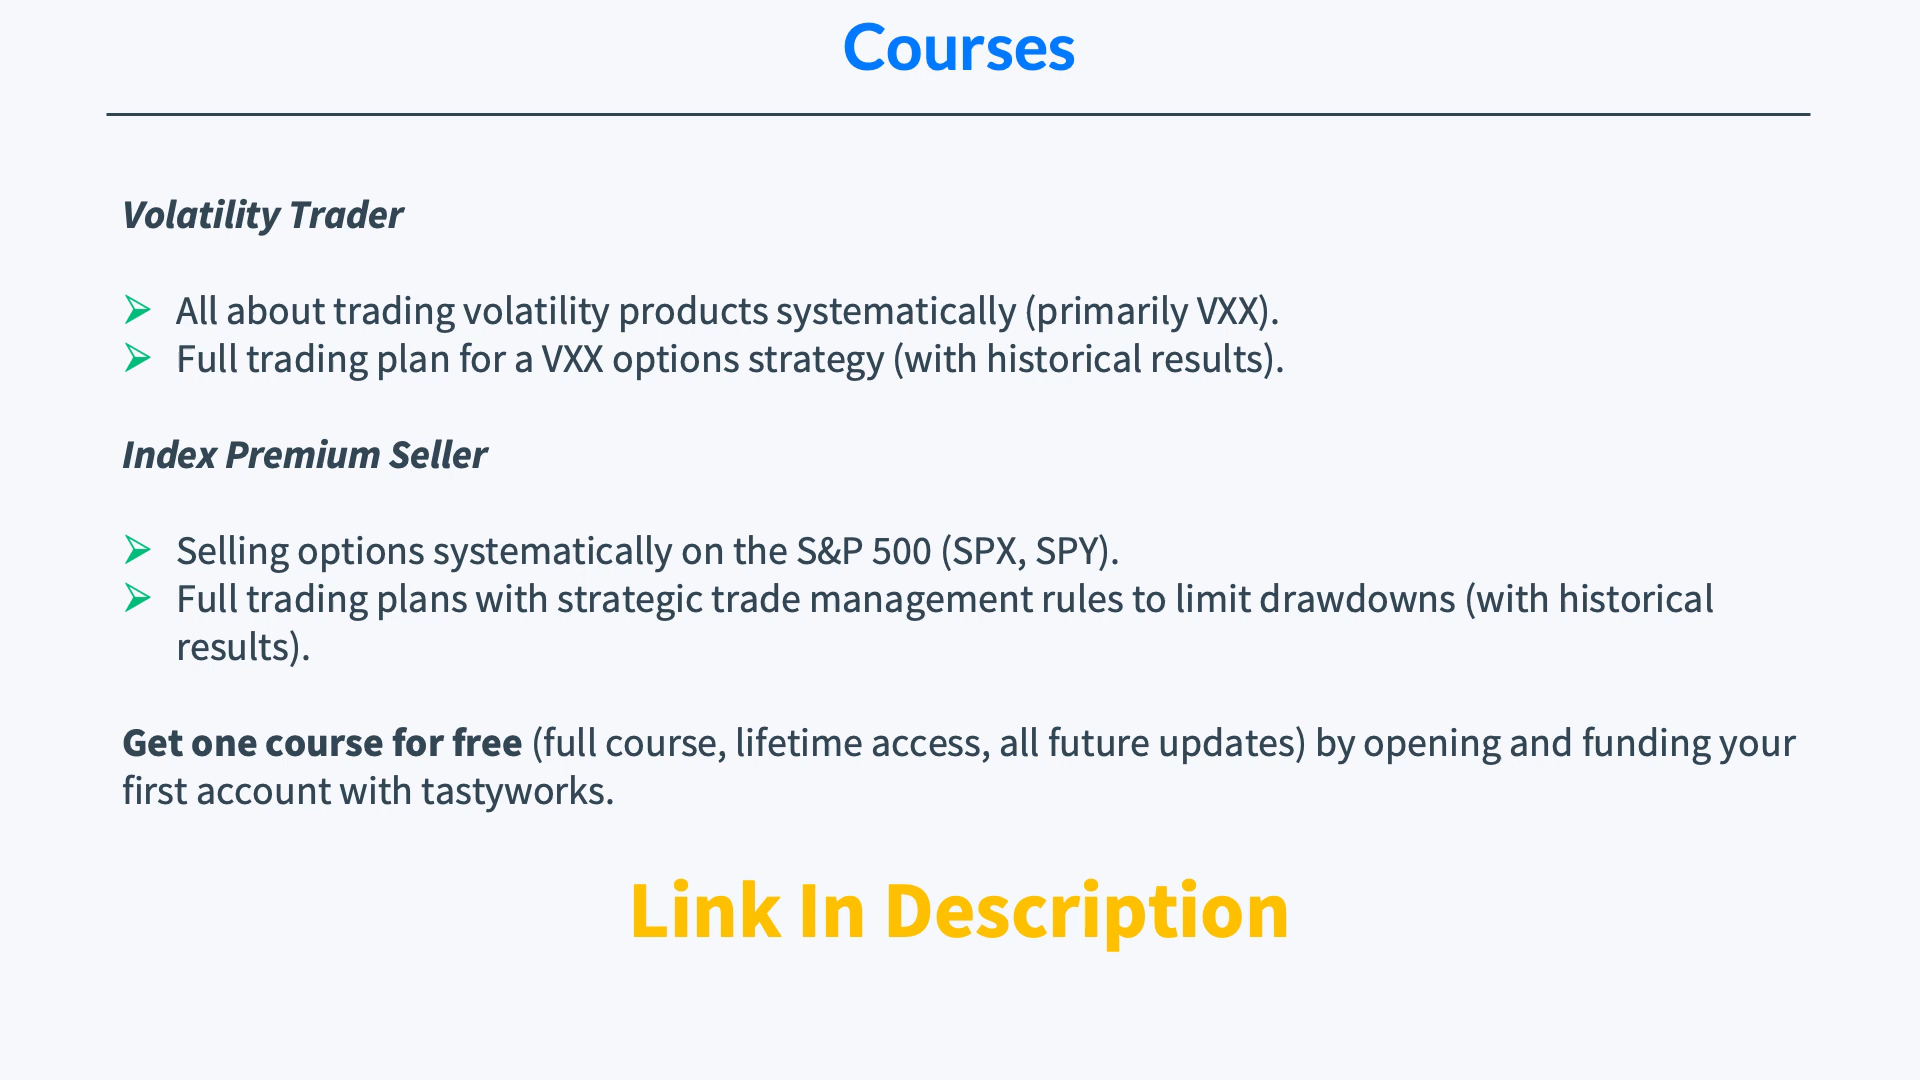 Courses
Volatility Trader
All about trading volatility products systematically (primarily VXX).
Full trading plan for a VXX options strategy (with historical results).
Index Premium Seller
Selling options systematically on the S&P 500 (SPX, SPY).
Full trading plans with strategic trade management rules to limit drawdowns (with historical
results).
Get one course for free (full course, lifetime access, all future updates) by opening and funding your
first account with tastyworks.
Link In Description